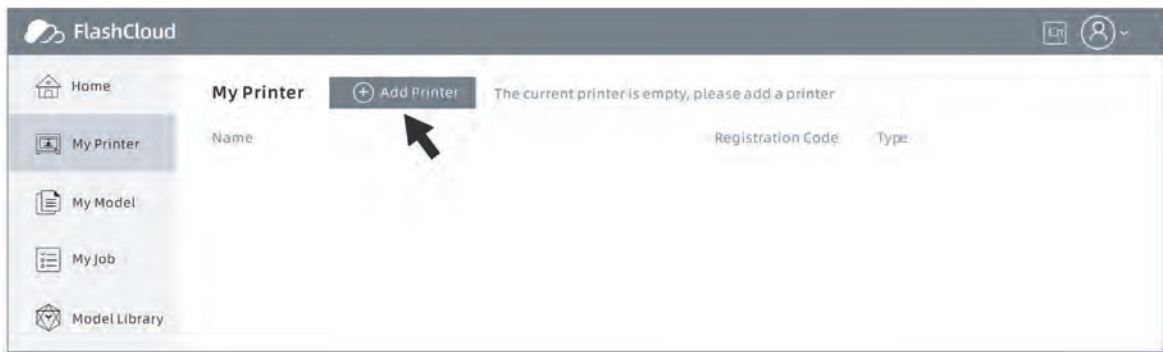 FlashCloud
En
Home
My Printer
My Model
My Job
Model Library
My Printer
Add Printer
The current printer is empty, please add a printer
Name
Registration Code
Type